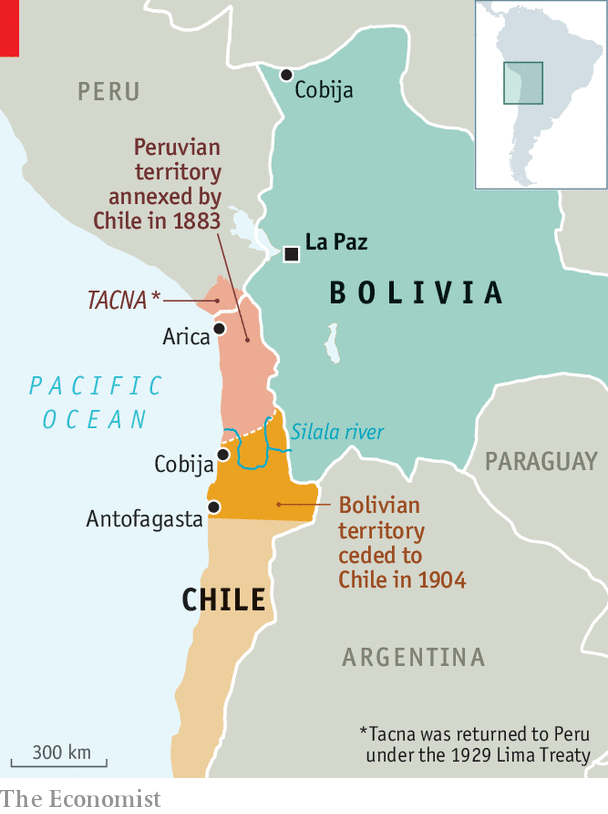 PERU
Cobija
Peruvian
territory
annexed by
Chile in 1883
La Paz
BOLIVIA
TACNA*
Arica
PACIFIC
OCEAN
Silala river
Cobija
PARAGUAY
Antofagasta
Bolivian
territory
ceded to
Chile in 1904
CHILE
ARGENTINA
*Tacna was returned to Peru
under the 1929 Lima Treaty
300 km
The Economist